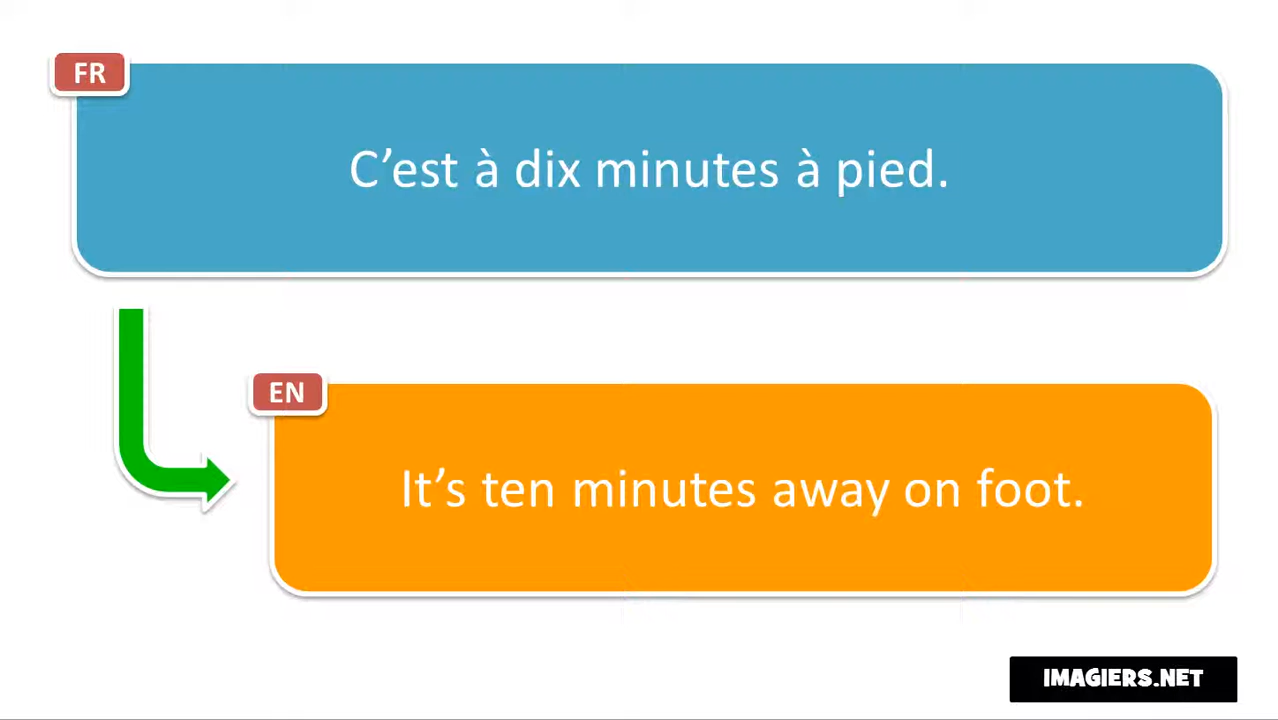 FR
C’est à dix minutes à pied.
EN
It’s ten minutes away on foot.
IMAGIERS.NET